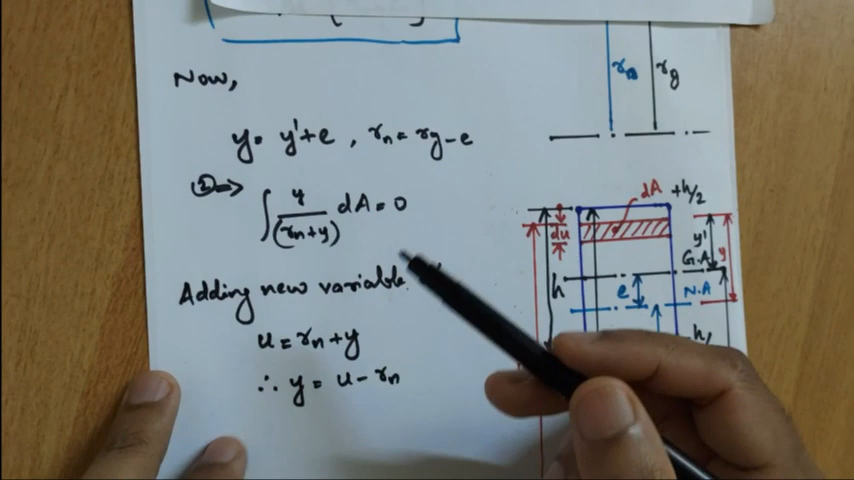 Now,
y = y'+e , rn = rg-e
② ⇒
∫ y/(rn+y) dA = 0
Adding new variable
u = rn+y
∴ y = u-rn
rn
rg
dA
+h/2
du
y'
y
G.A
h
e
N.A
h/